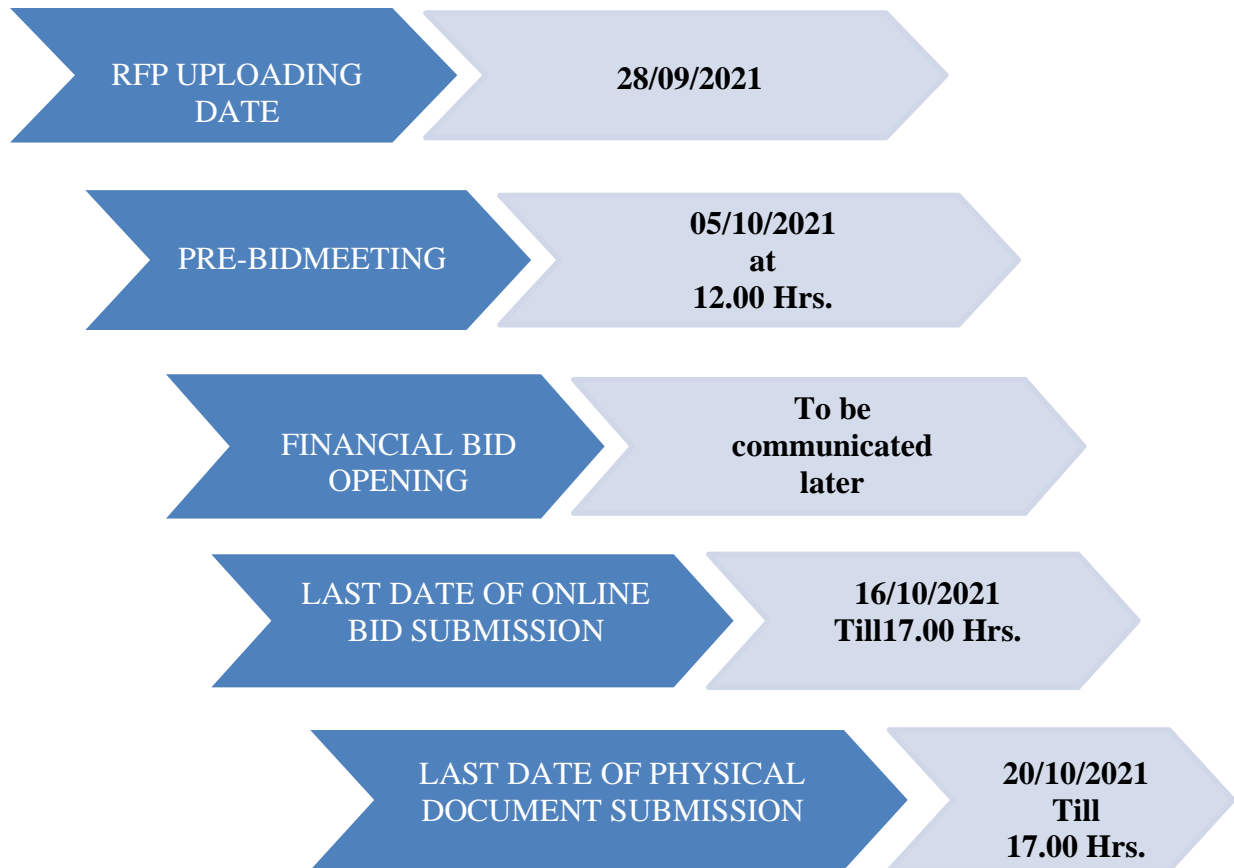 RFP UPLOADING
DATE
28/09/2021
PRE-BIDMEETING
05/10/2021
at
12.00 Hrs.
FINANCIAL BID
OPENING
To be
communicated
later
LAST DATE OF ONLINE
BID SUBMISSION
16/10/2021
Till17.00 Hrs.
LAST DATE OF PHYSICAL
DOCUMENT SUBMISSION
20/10/2021
Till
17.00 Hrs.